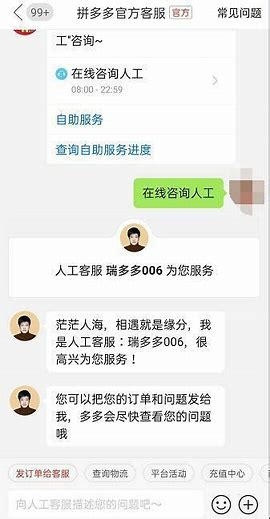 99+
拼多多官方客服 官方
常见问题
工"咨询~
在线咨询人工
08:00 - 22:59
自助服务
查询自助服务进度
在线咨询人工
人工客服 瑞多多006 为您服务
茫茫人海，相遇就是缘分，我
是人工客服：瑞多多006，很
高兴为您服务！
您可以把您的订单和问题发给
我，多多会尽快查看您的问题
哦
发订单给客服 查询物流 平台活动 充值中心
向人工客服描述您的问题吧~